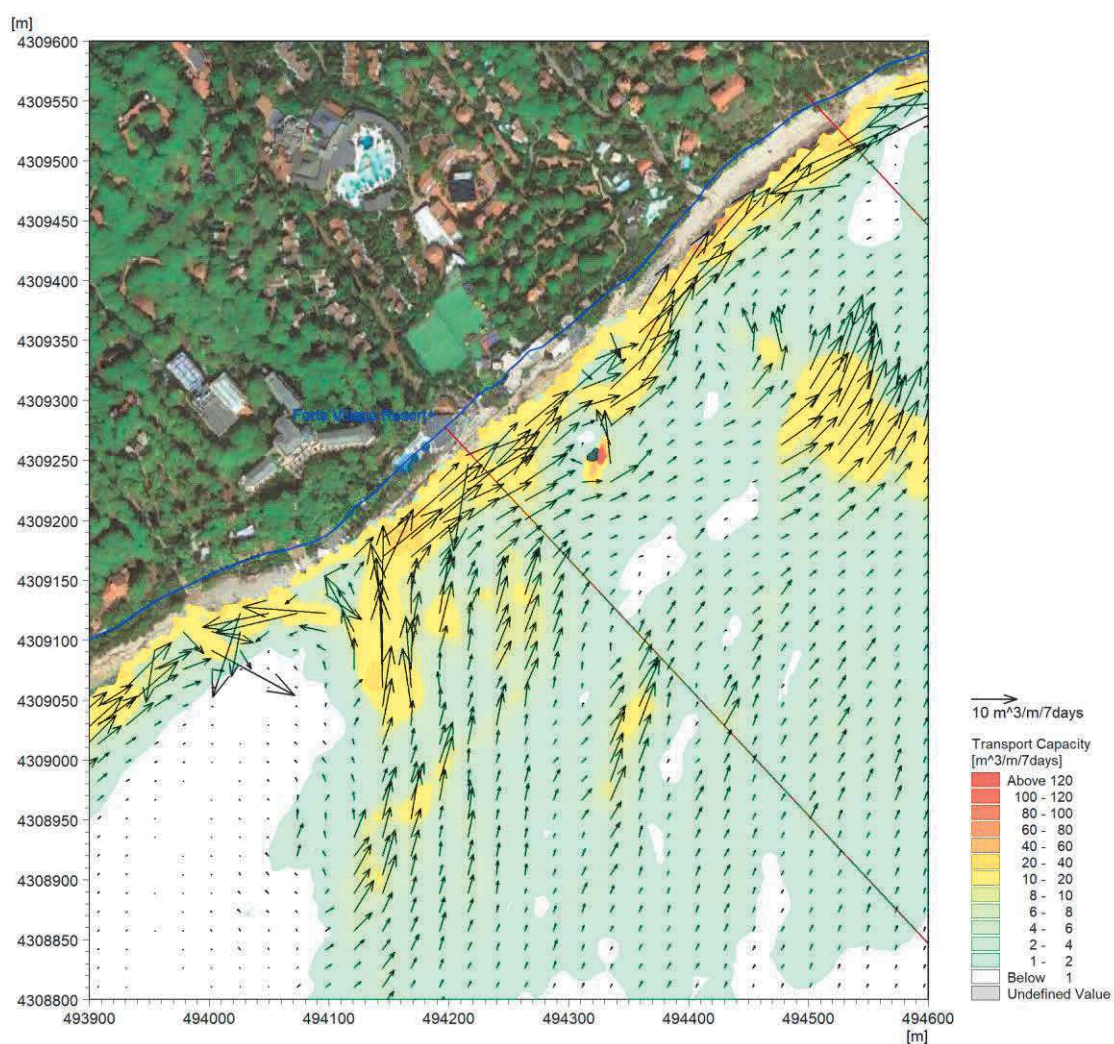 [m]
4309600
4309550
4309500
4309450
4309400
4309350
4309300
4309250
4309200
4309150
4309100
4309050
4309000
4308950
4308900
4308850
4308800
Forte Village Resort
493900 494000 494100 494200 494300 494400 494500 494600
[m]
10 m^3/m/7days
Transport Capacity
[m^3/m/7days]
Above 120
100 - 120
80 - 100
60 - 80
40 - 60
20 - 40
10 - 20
8 - 10
6 - 8
4 - 6
2 - 4
1 - 2
Below 1
Undefined Value